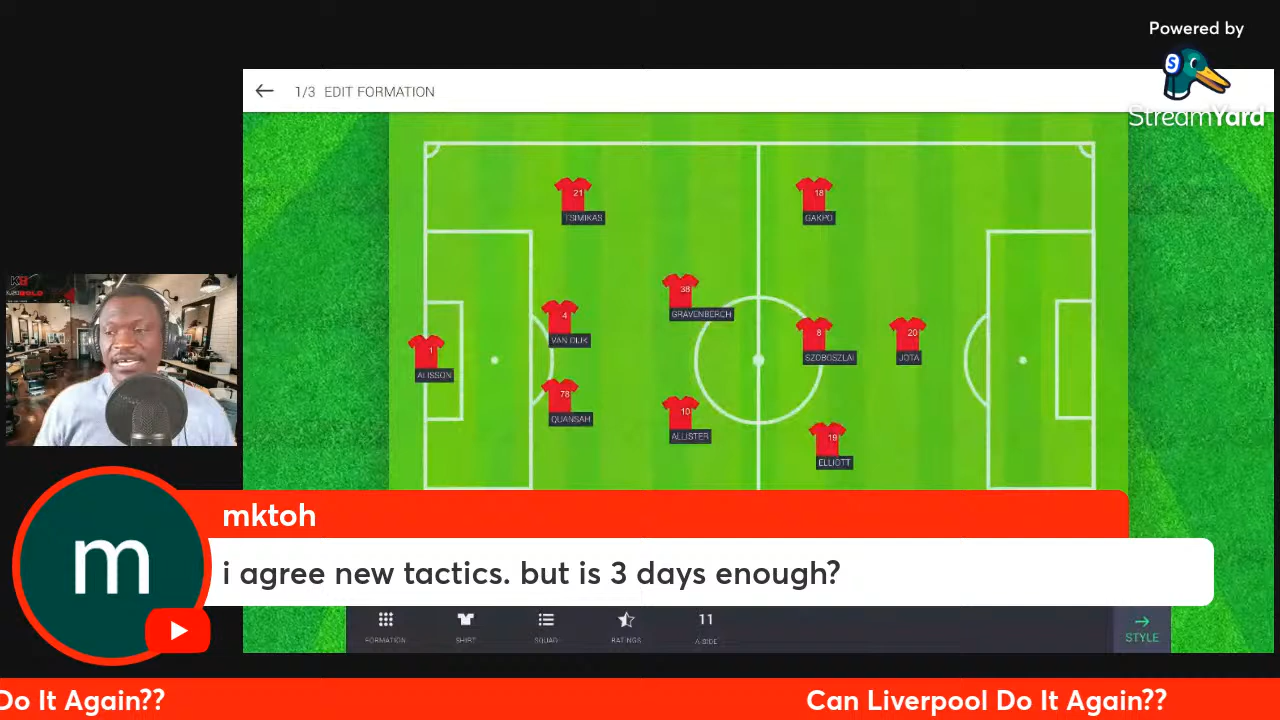 Powered by
S
StreamYard
1/3 EDIT FORMATION
21
TSIMIKAS
18
GAKPO
38
GRAVENBERCH
4
VAN DIJK
8
SZOBOSZLAI
20
JOTA
1
ALISSON
78
QUANSAH
10
ALLISTER
19
ELLIOTT
mktoh
m
i agree new tactics. but is 3 days enough?
FORMATION
SHIRT
SQUAD
RATINGS
11
A SIDE
STYLE
Do It Again??
Can Liverpool Do It Again??